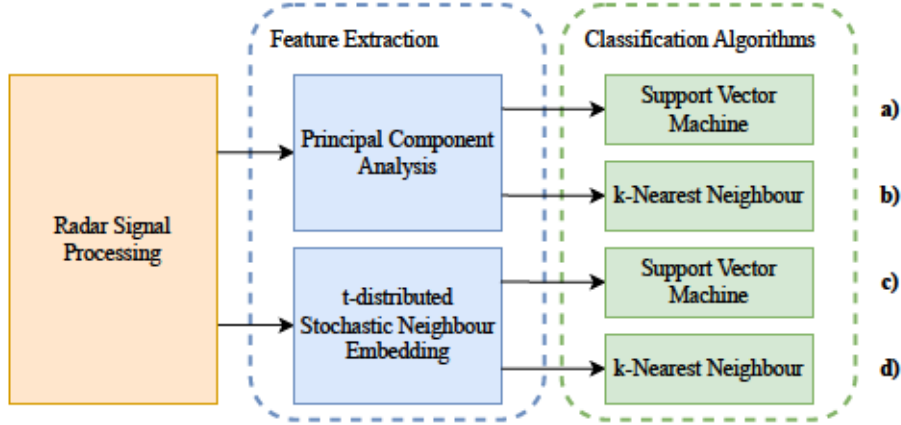 Feature Extraction
Classification Algorithms
Radar Signal
Processing
Principal Component
Analysis
t-distributed
Stochastic Neighbour
Embedding
Support Vector
Machine
a)
k-Nearest Neighbour
b)
Support Vector
Machine
c)
k-Nearest Neighbour
d)